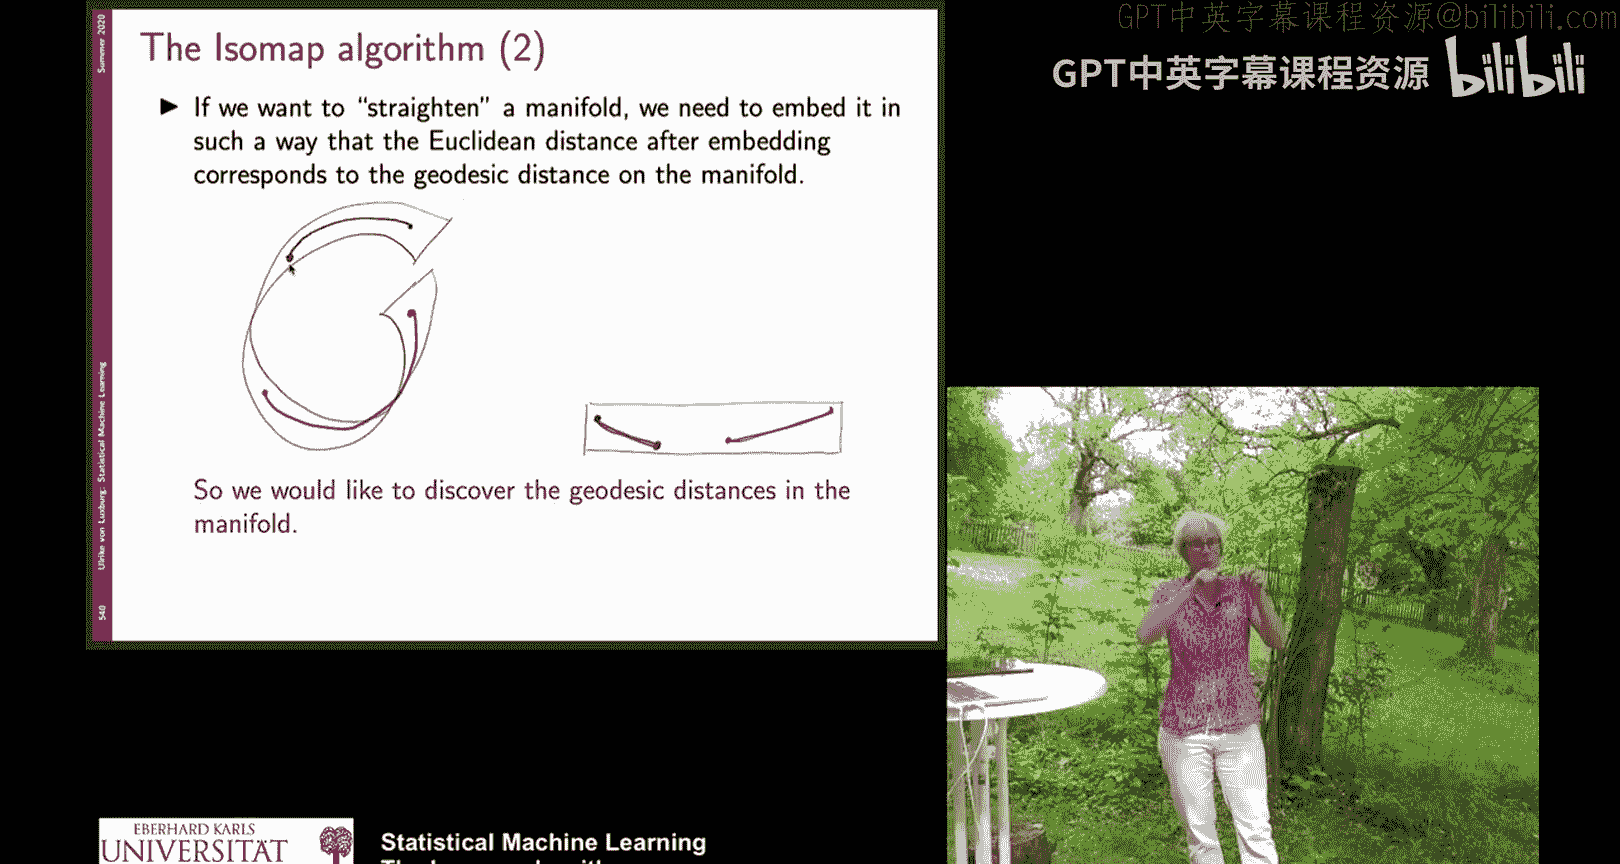 GPT中英字幕课程资源@bilibili.com
GPT中英字幕课程资源 bilibili
Summer 2020
The Isomap algorithm (2)
If we want to “straighten” a manifold, we need to embed it in
such a way that the Euclidean distance after embedding
corresponds to the geodesic distance on the manifold.
So we would like to discover the geodesic distances in the
manifold.
Ulrike von Luxburg: Statistical Machine Learning
540
EBERHARD KARLS
UNIVERSITÄT
Statistical Machine Learning